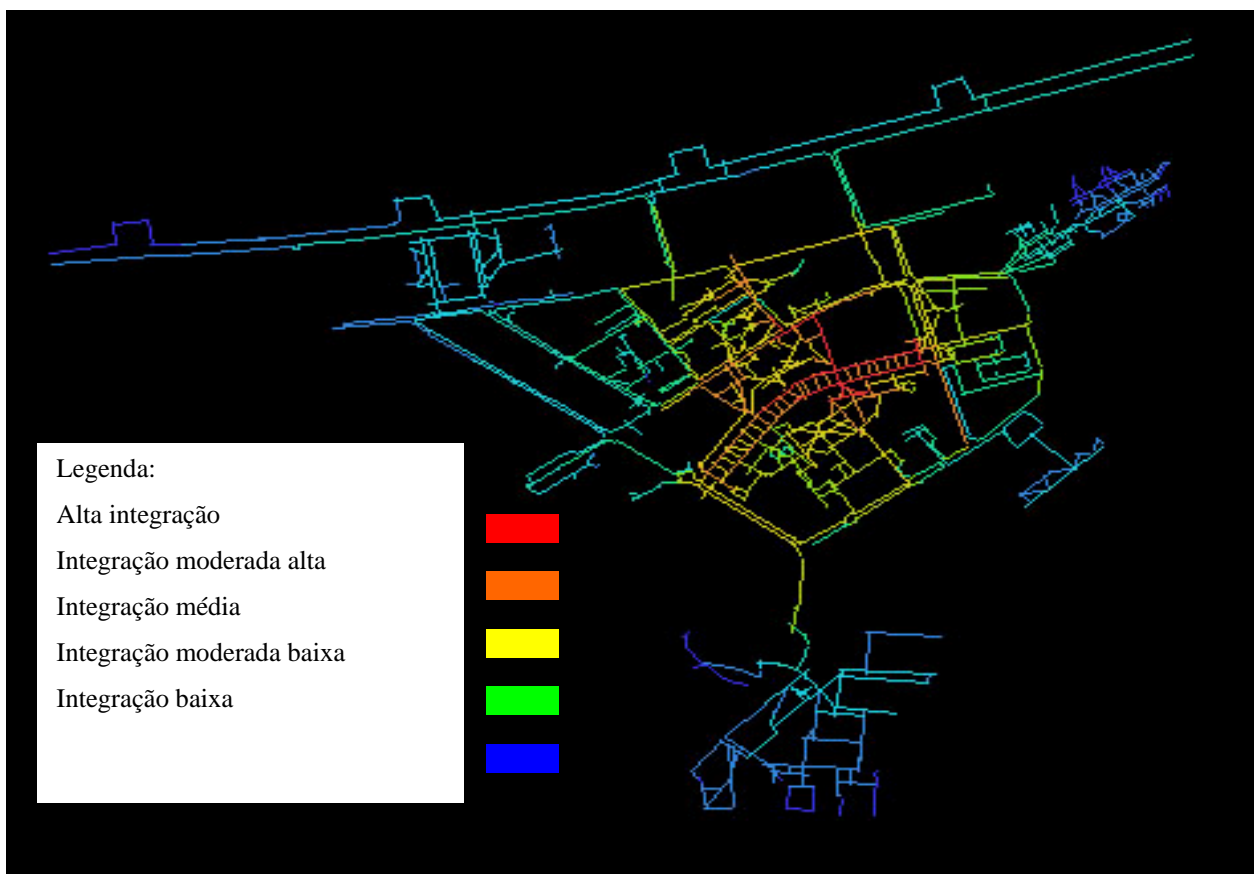 Legenda:
Alta integração
Integração moderada alta
Integração média
Integração moderada baixa
Integração baixa